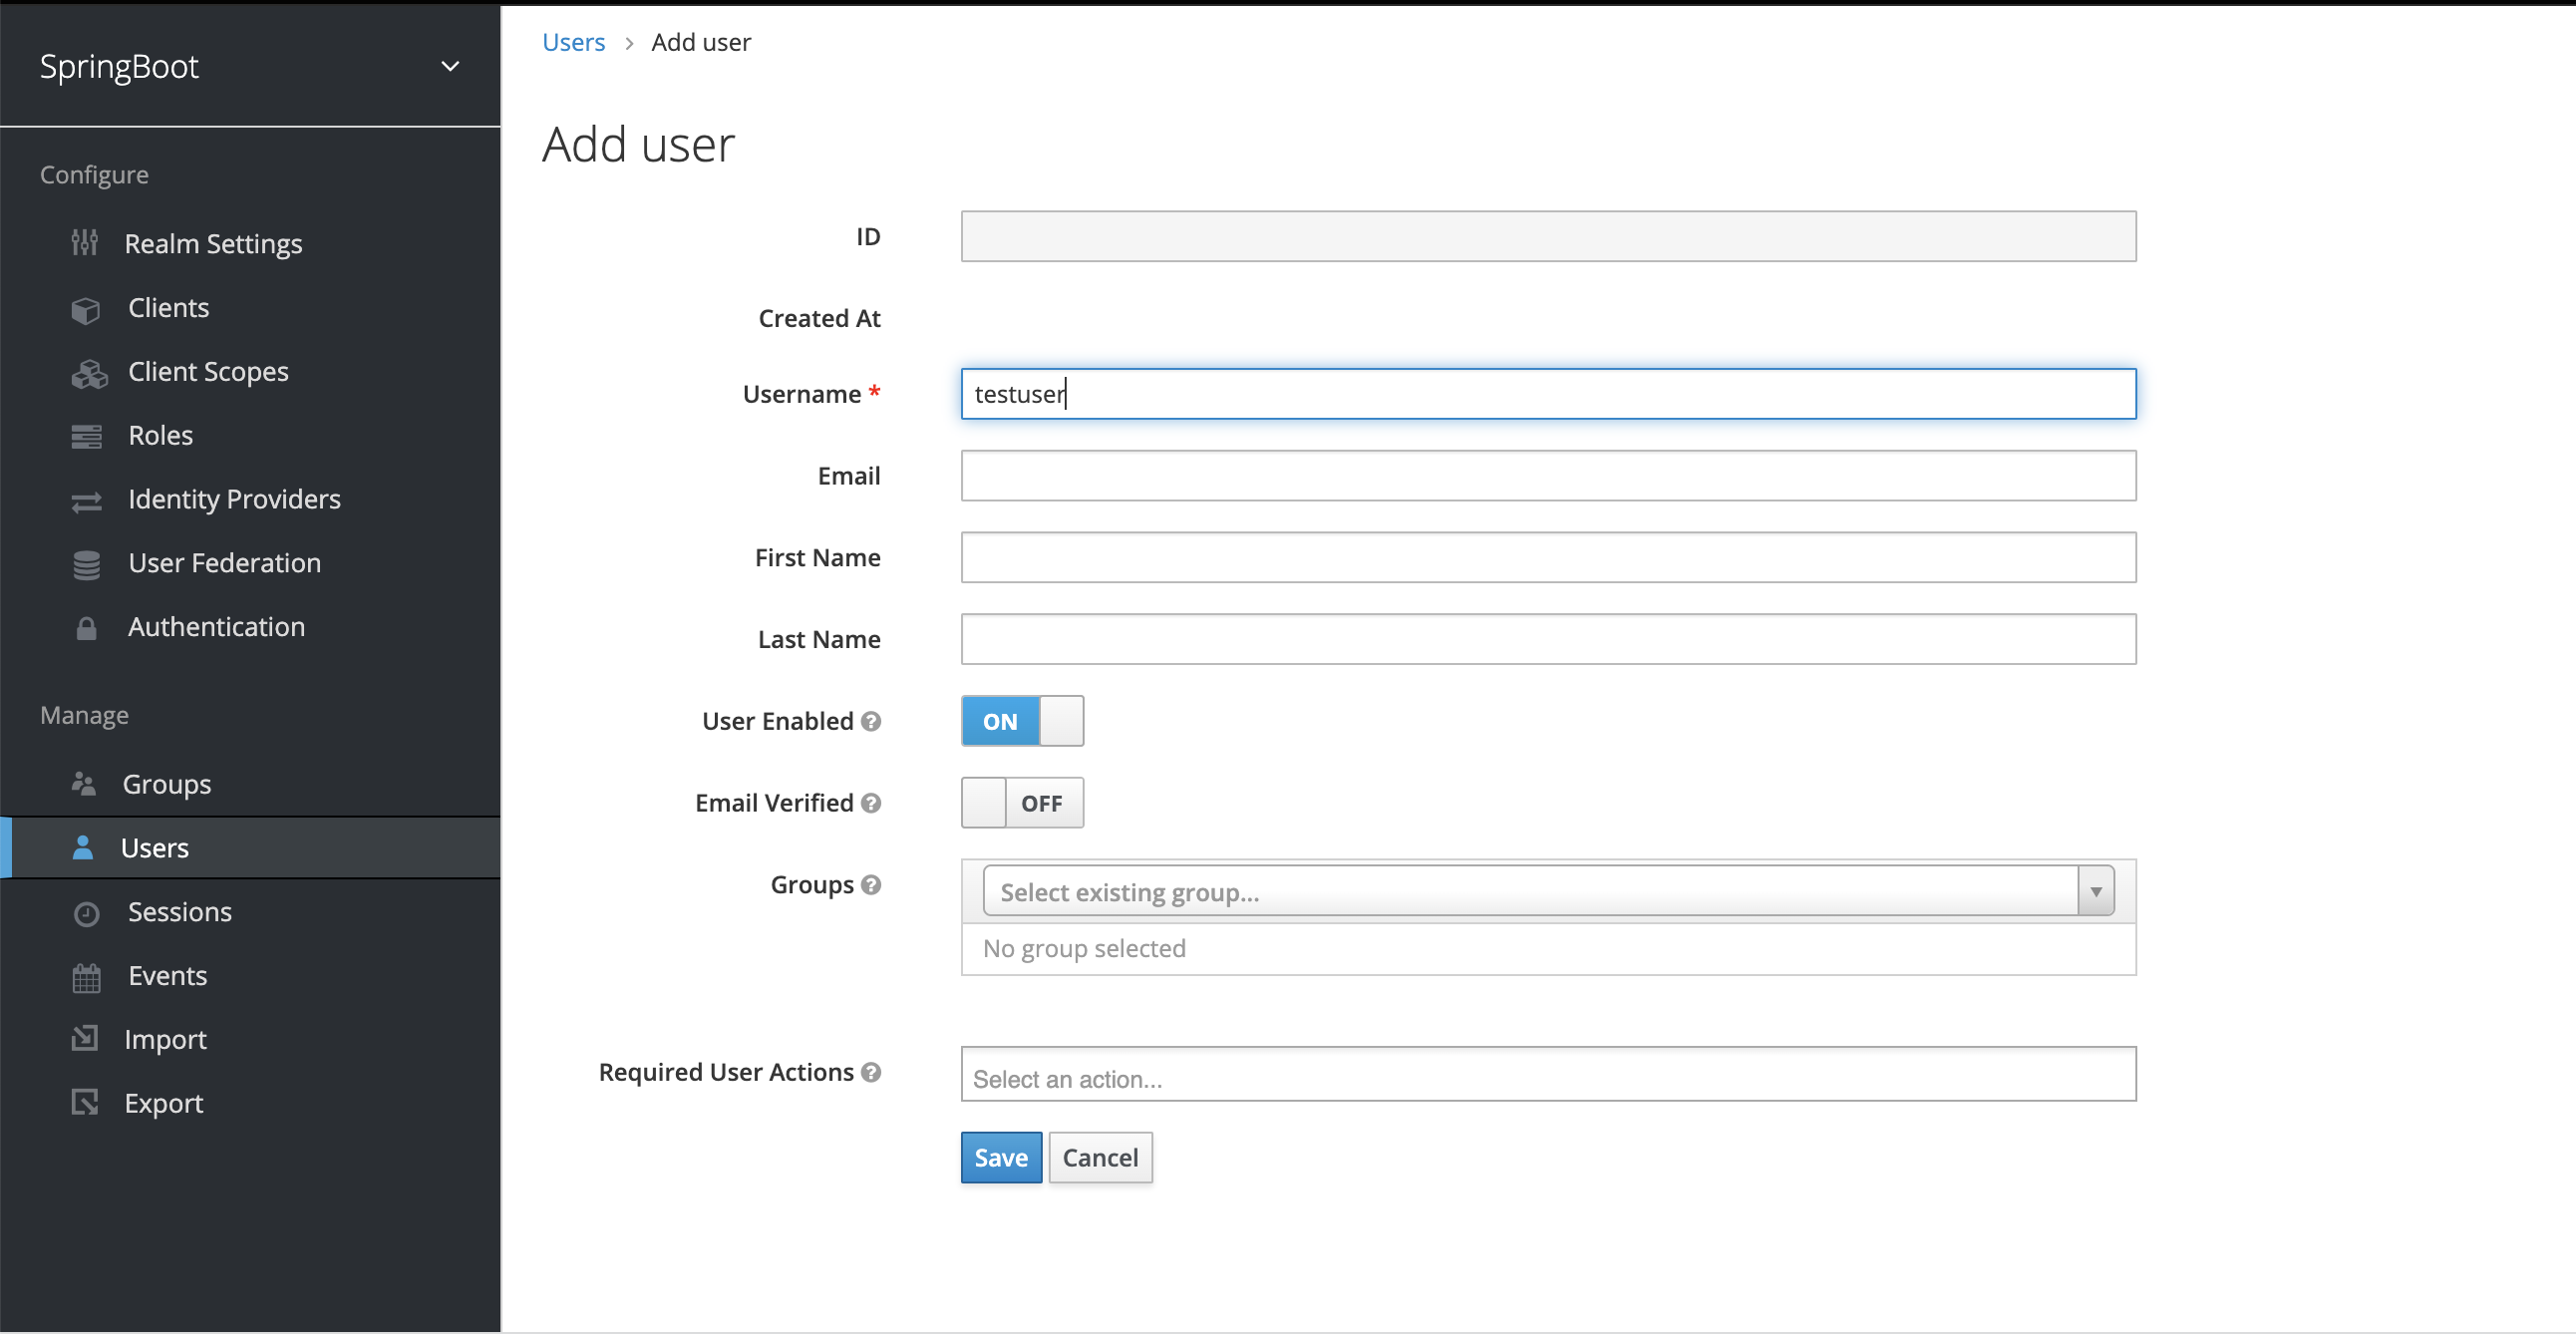 SpringBoot
Configure
Realm Settings
Clients
Client Scopes
Roles
Identity Providers
User Federation
Authentication
Manage
Groups
Users
Sessions
Events
Import
Export
Users > Add user
Add user
ID
Created At
Username * testuser
Email
First Name
Last Name
User Enabled ? ON
Email Verified ? OFF
Groups ? Select existing group...
No group selected
Required User Actions ? Select an action...
Save Cancel